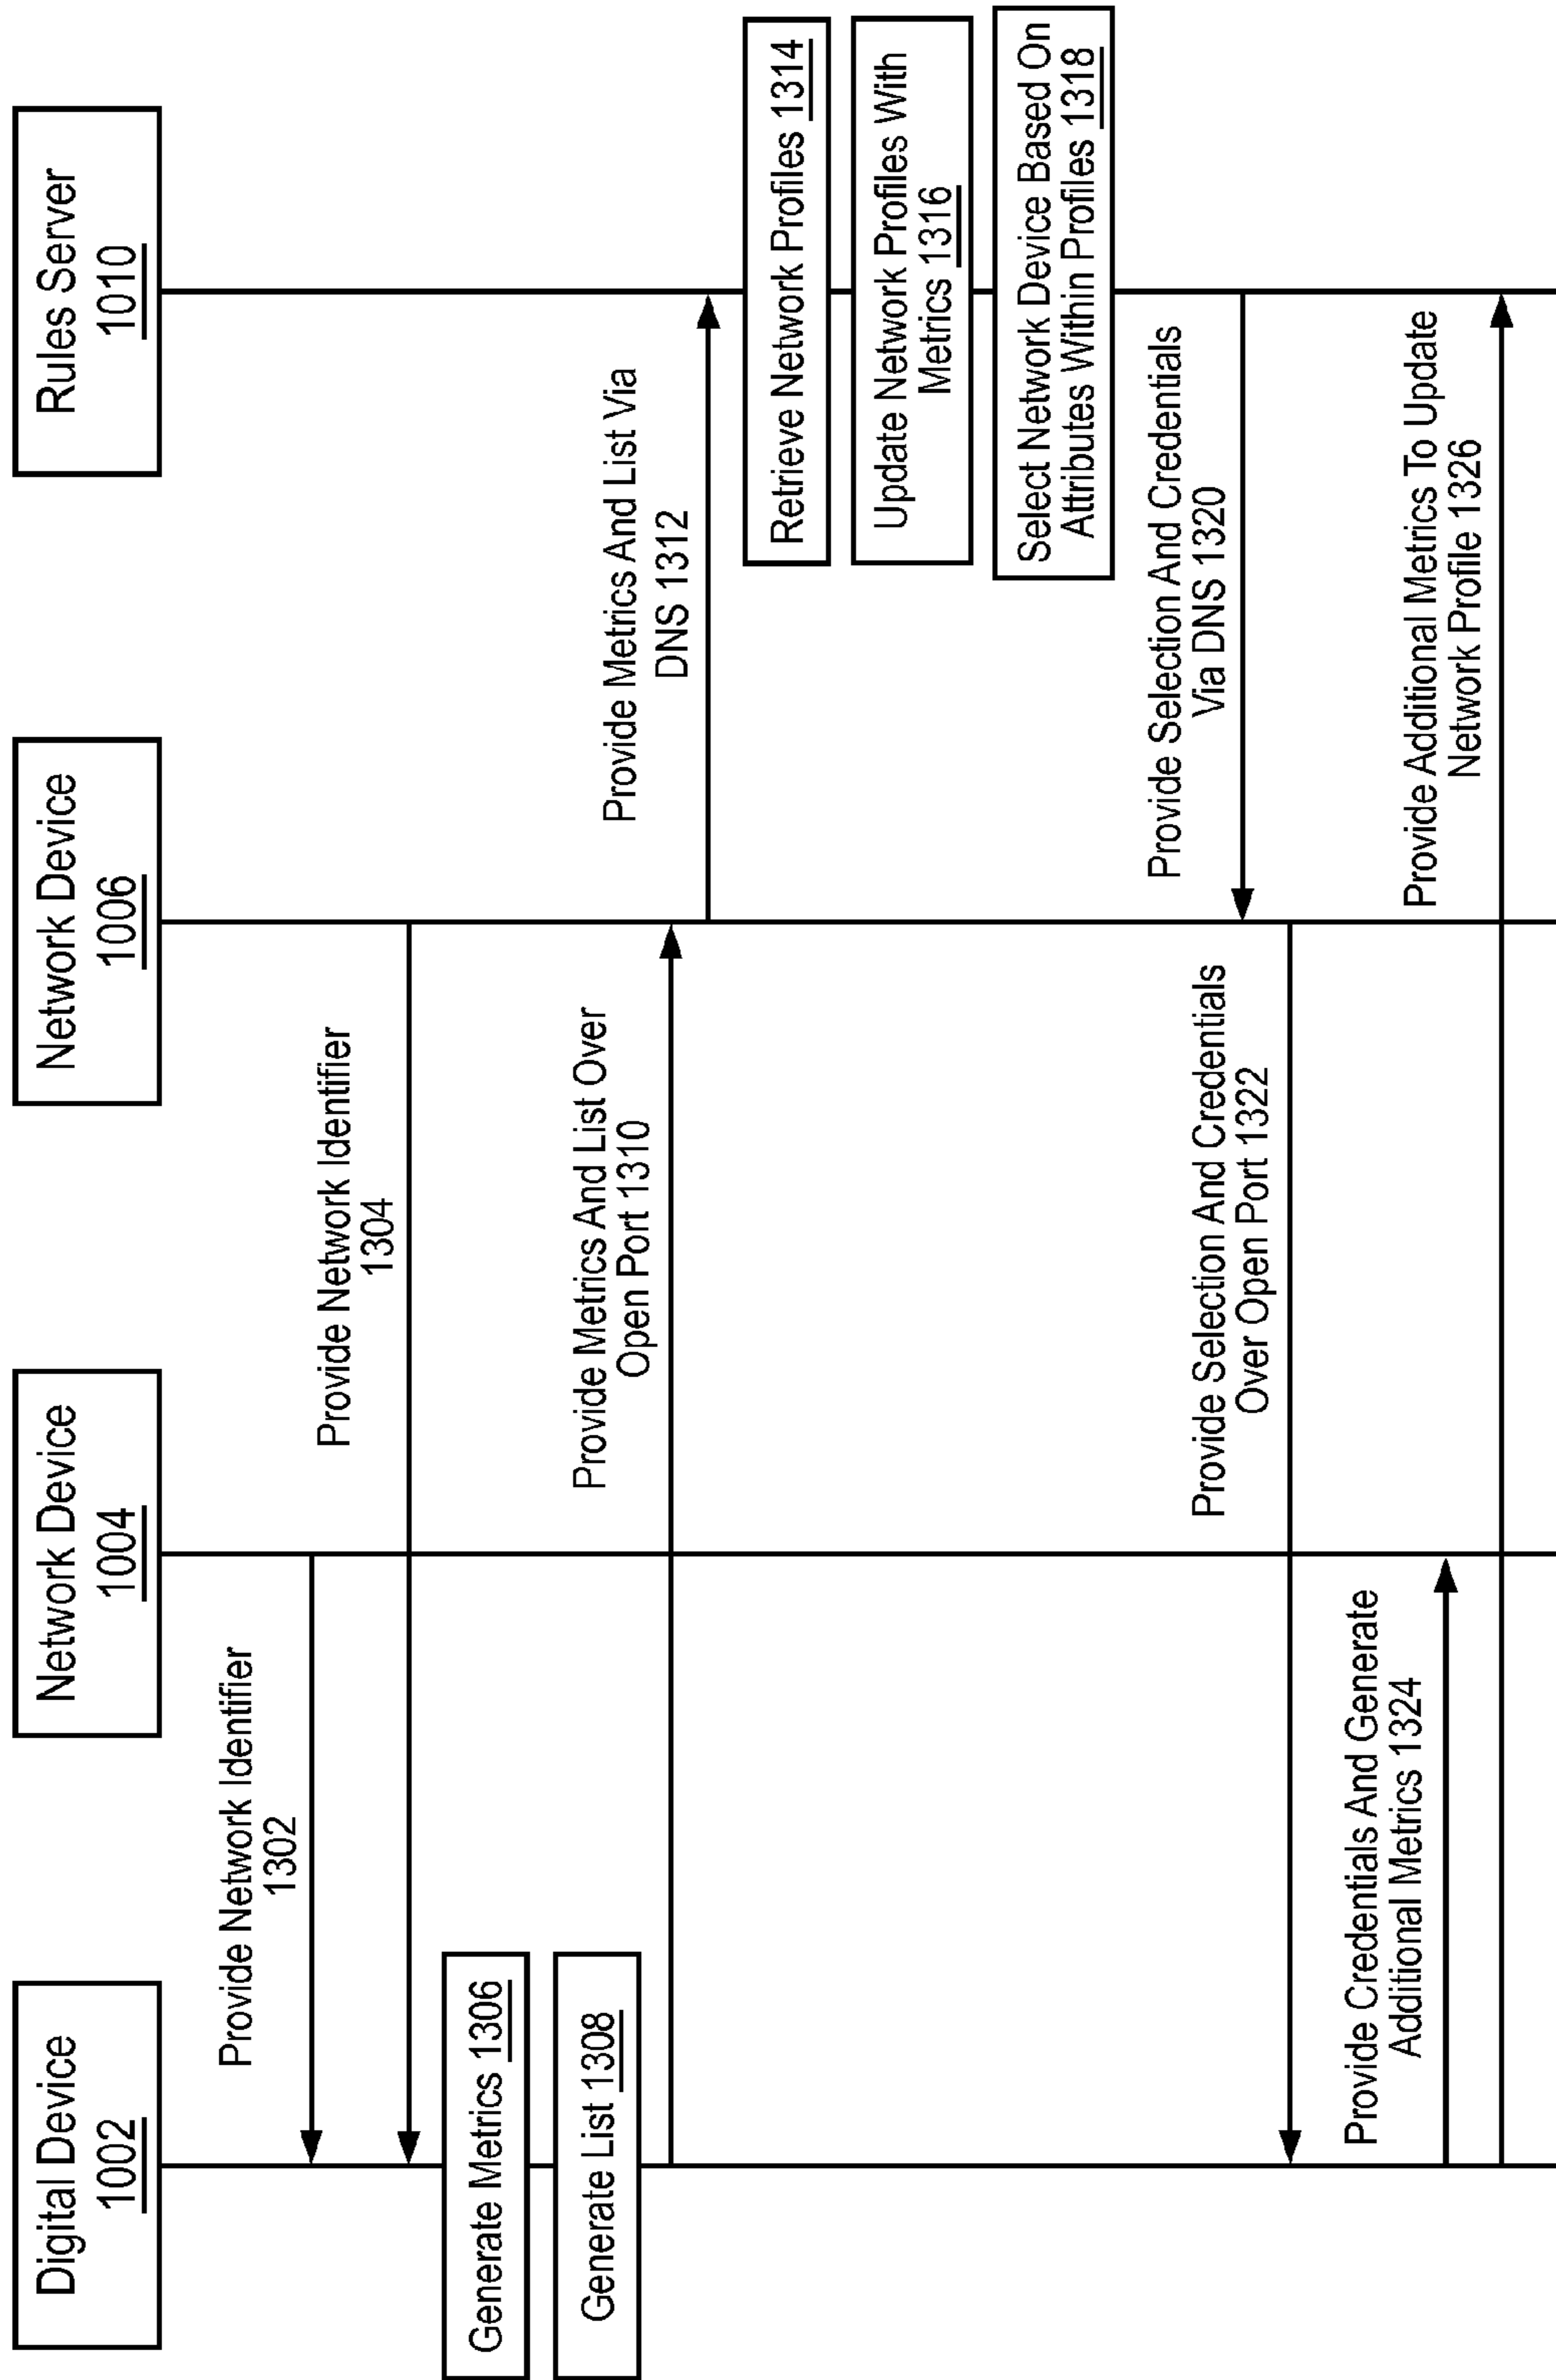 Digital Device
1002
Network Device
1004
Network Device
1006
Rules Server
1010
Provide Network Identifier
1302
Provide Network Identifier
1304
Generate Metrics 1306
Generate List 1308
Provide Metrics And List Over
Open Port 1310
Provide Metrics And List Via
DNS 1312
Retrieve Network Profiles 1314
Update Network Profiles With
Metrics 1316
Select Network Device Based On
Attributes Within Profiles 1318
Provide Selection And Credentials
Via DNS 1320
Provide Selection And Credentials
Over Open Port 1322
Provide Credentials And Generate
Additional Metrics 1324
Provide Additional Metrics To Update
Network Profile 1326